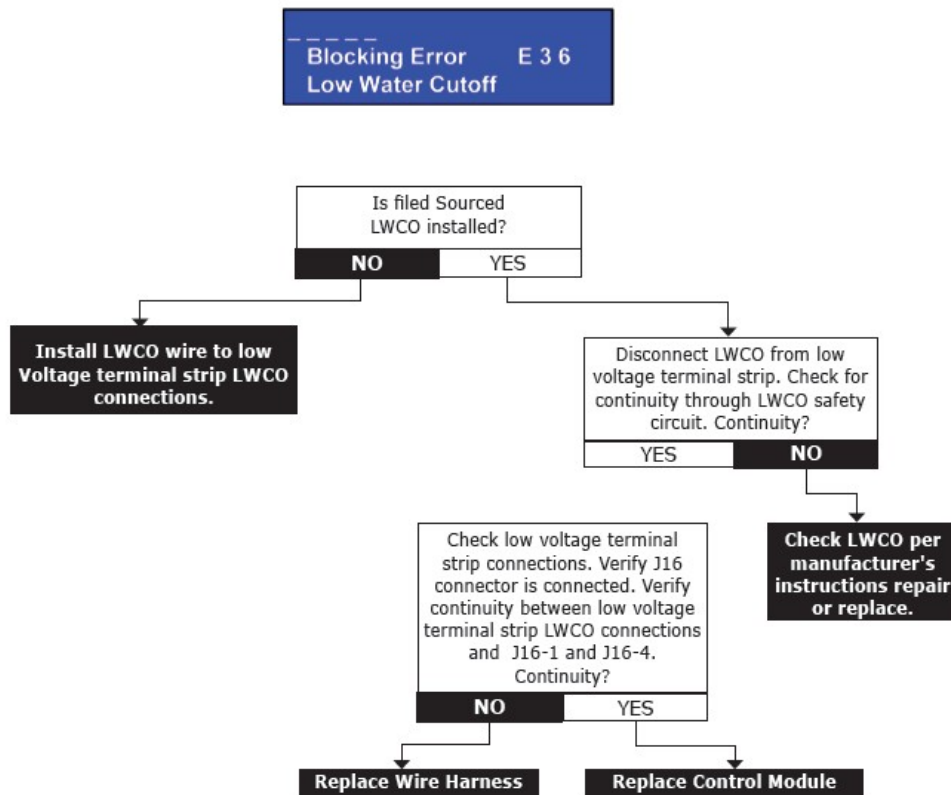 _ _ _ _ _
Blocking Error E 3 6
Low Water Cutoff
Is filed Sourced
LWCO installed?
NO YES
Install LWCO wire to low
Voltage terminal strip LWCO
connections.
Disconnect LWCO from low
voltage terminal strip. Check for
continuity through LWCO safety
circuit. Continuity?
YES NO
Check low voltage terminal
strip connections. Verify J16
connector is connected. Verify
continuity between low voltage
terminal strip LWCO connections
and J16-1 and J16-4.
Continuity?
NO YES
Check LWCO per
manufacturer's
instructions repair
or replace.
Replace Wire Harness
Replace Control Module